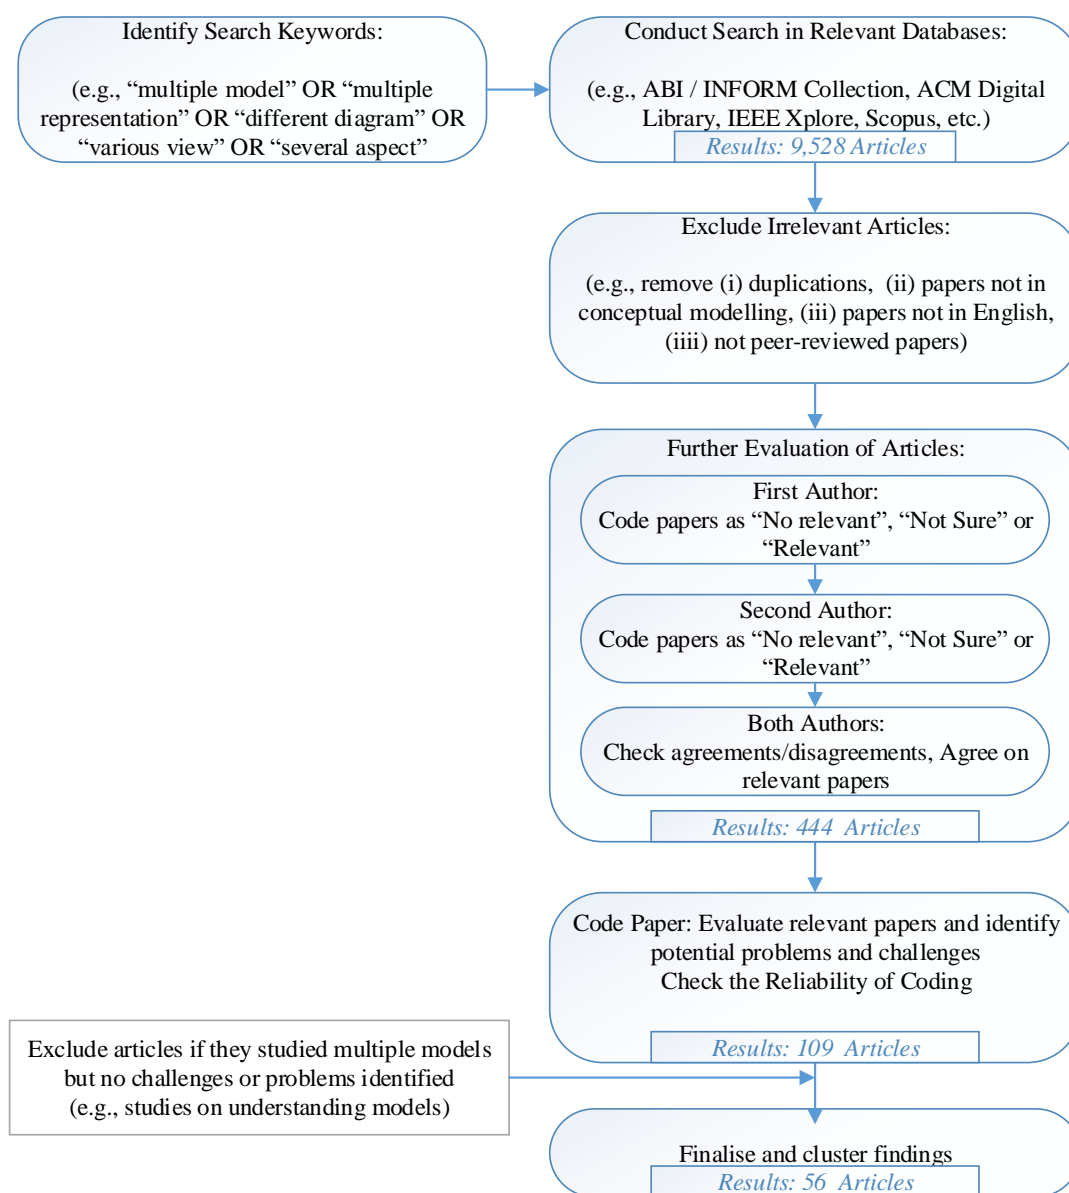 Identify Search Keywords:
(e.g., “multiple model” OR “multiple
representation” OR “different diagram” OR
“various view” OR “several aspect”
Conduct Search in Relevant Databases:
(e.g., ABI / INFORM Collection, ACM Digital
Library, IEEE Xplore, Scopus, etc.)
Results: 9,528 Articles
Exclude Irrelevant Articles:
(e.g., remove (i) duplications, (ii) papers not in
conceptual modelling, (iii) papers not in English,
(iiii) not peer-reviewed papers)
Further Evaluation of Articles:
First Author:
Code papers as “No relevant”, “Not Sure” or
“Relevant”
Second Author:
Code papers as “No relevant”, “Not Sure” or
“Relevant”
Both Authors:
Check agreements/disagreements, Agree on
relevant papers
Results: 444 Articles
Code Paper: Evaluate relevant papers and identify
potential problems and challenges
Check the Reliability of Coding
Results: 109 Articles
Exclude articles if they studied multiple models
but no challenges or problems identified
(e.g., studies on understanding models)
Finalise and cluster findings
Results: 56 Articles